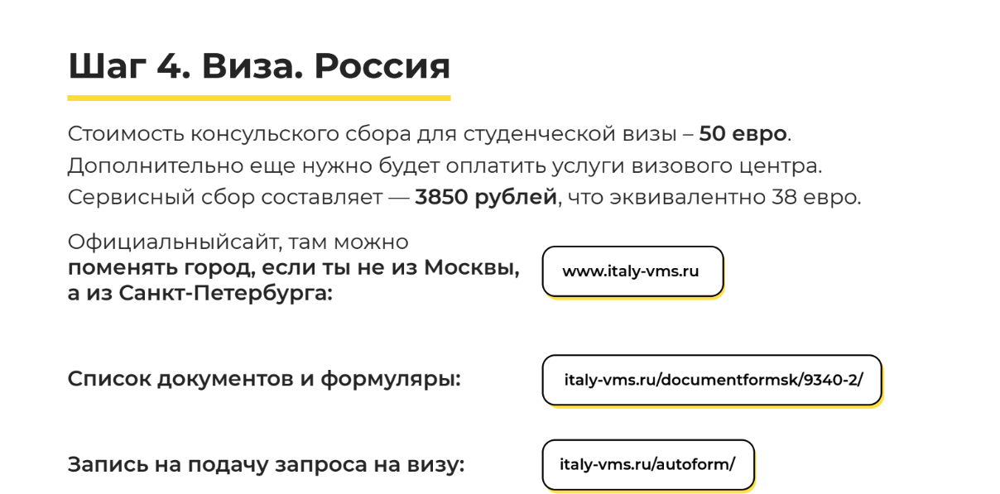 Шаг 4. Виза. Россия
Стоимость консульского сбора для студенческой визы – 50 евро.
Дополнительно еще нужно будет оплатить услуги визового центра.
Сервисный сбор составляет — 3850 рублей, что эквивалентно 38 евро.
Официальныйсайт, там можно
поменять город, если ты не из Москвы,
а из Санкт-Петербурга:
www.italy-vms.ru
Список документов и формуляры:
italy-vms.ru/documentformsk/9340-2/
Запись на подачу запроса на визу:
italy-vms.ru/autoform/